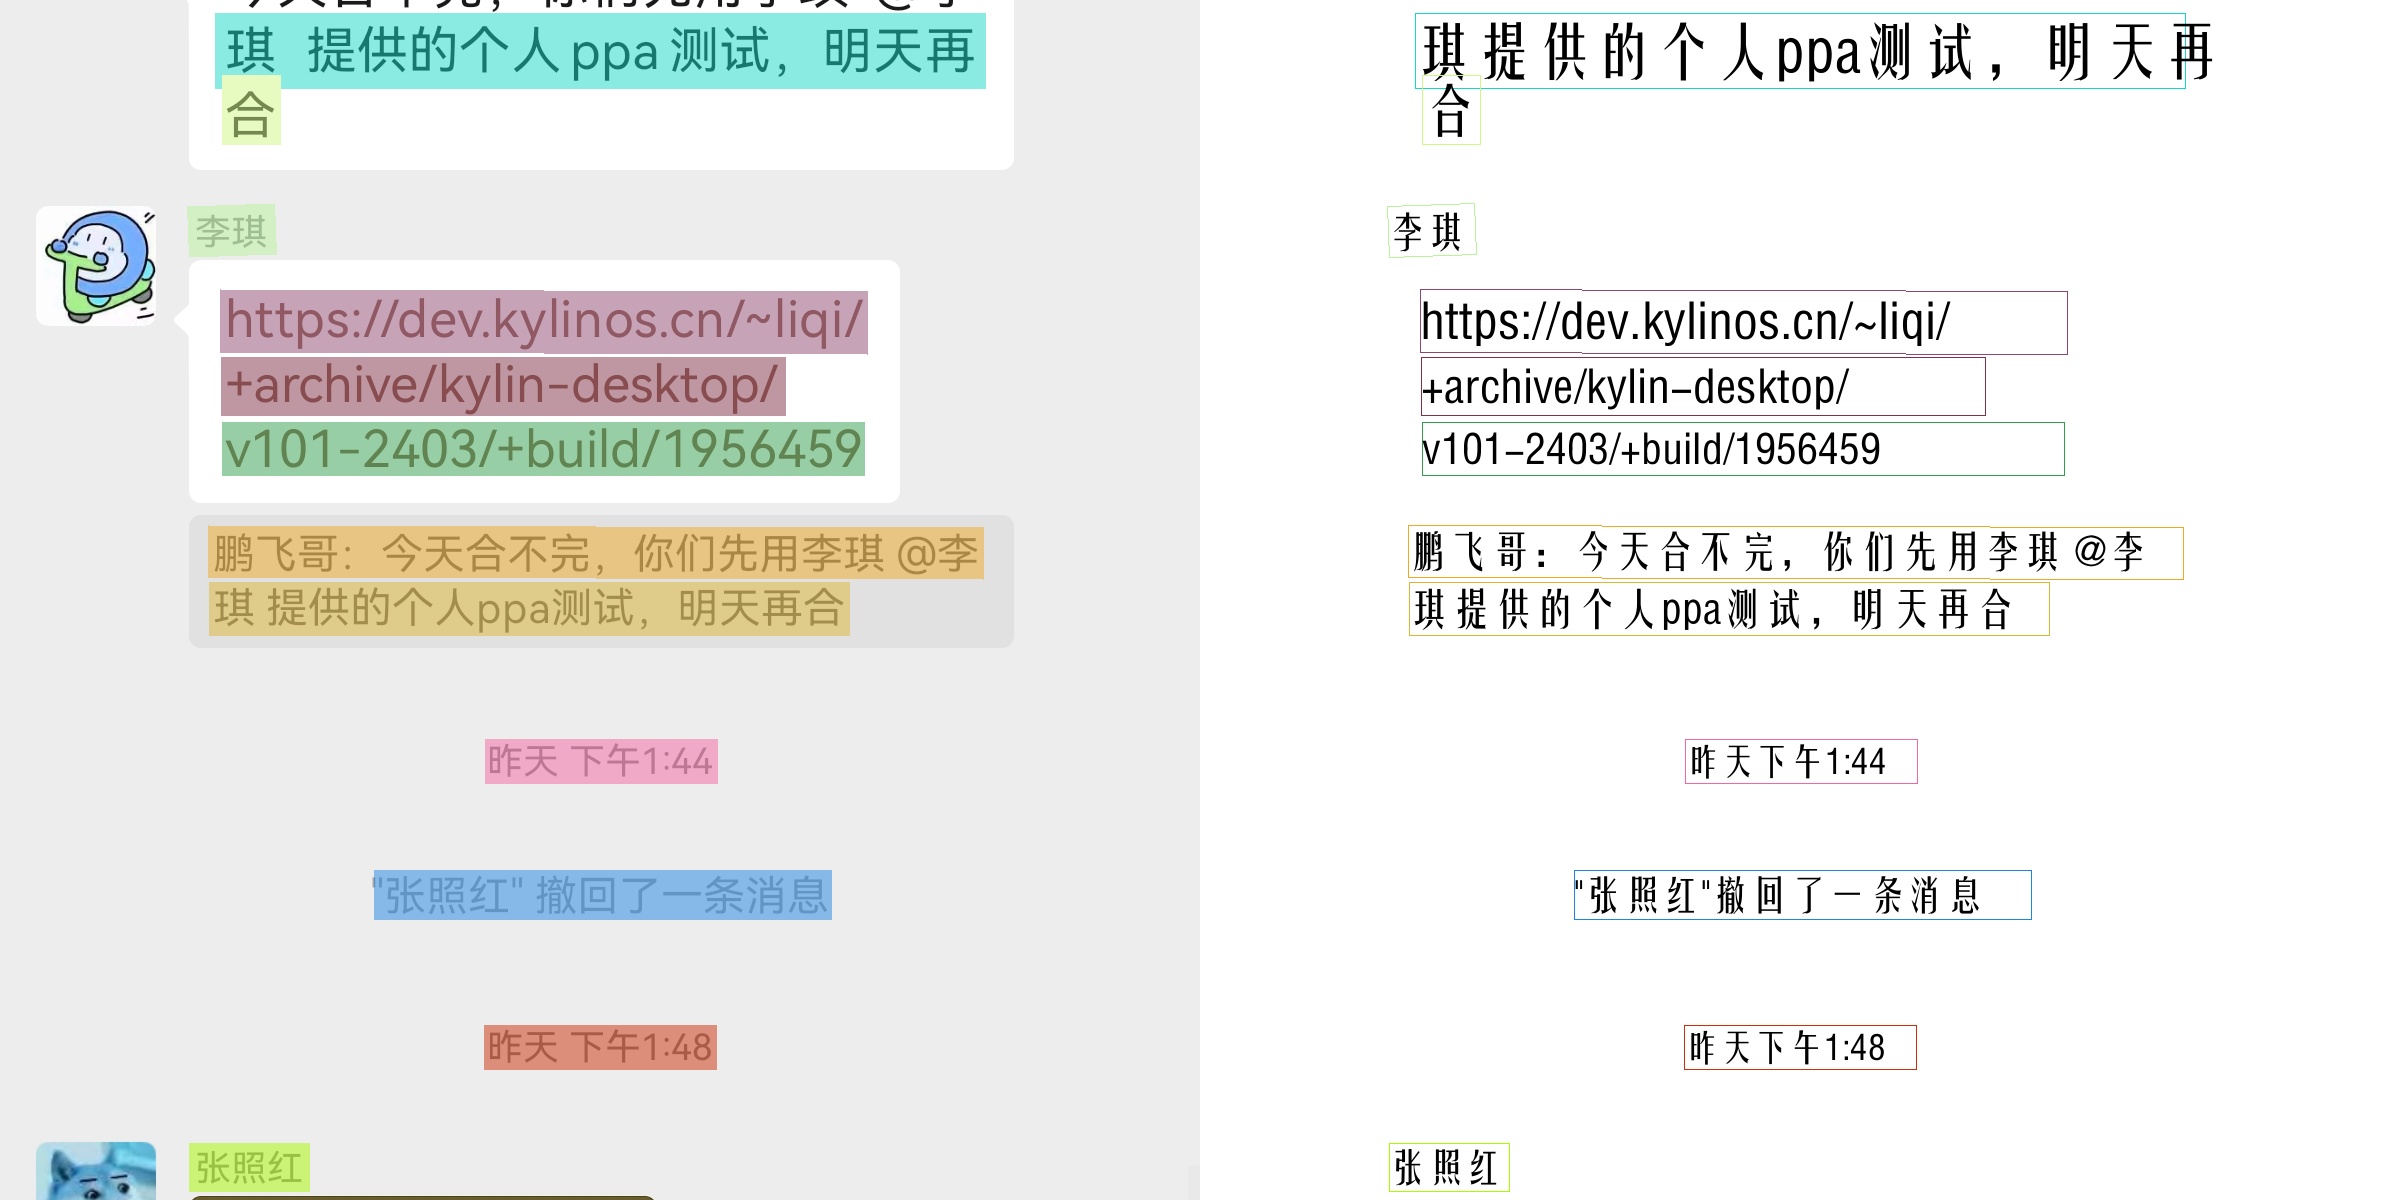 琪 提供的个人ppa测试，明天再
合
李琪
https://dev.kylinos.cn/~liqi/
+archive/kylin-desktop/
v101-2403/+build/1956459
鹏飞哥：今天合不完，你们先用李琪 @李
琪 提供的个人ppa测试，明天再合
昨天 下午1:44
"张照红" 撤回了一条消息
昨天 下午1:48
张照红
琪提供的个人ppa测试，明天再
合
李琪
https://dev.kylinos.cn/~liqi/
+archive/kylin-desktop/
v101-2403/+build/1956459
鹏飞哥：今天合不完，你们先用李琪@李
琪提供的个人ppa测试，明天再合
昨天下午1:44
"张照红"撤回了一条消息
昨天下午1:48
张照红